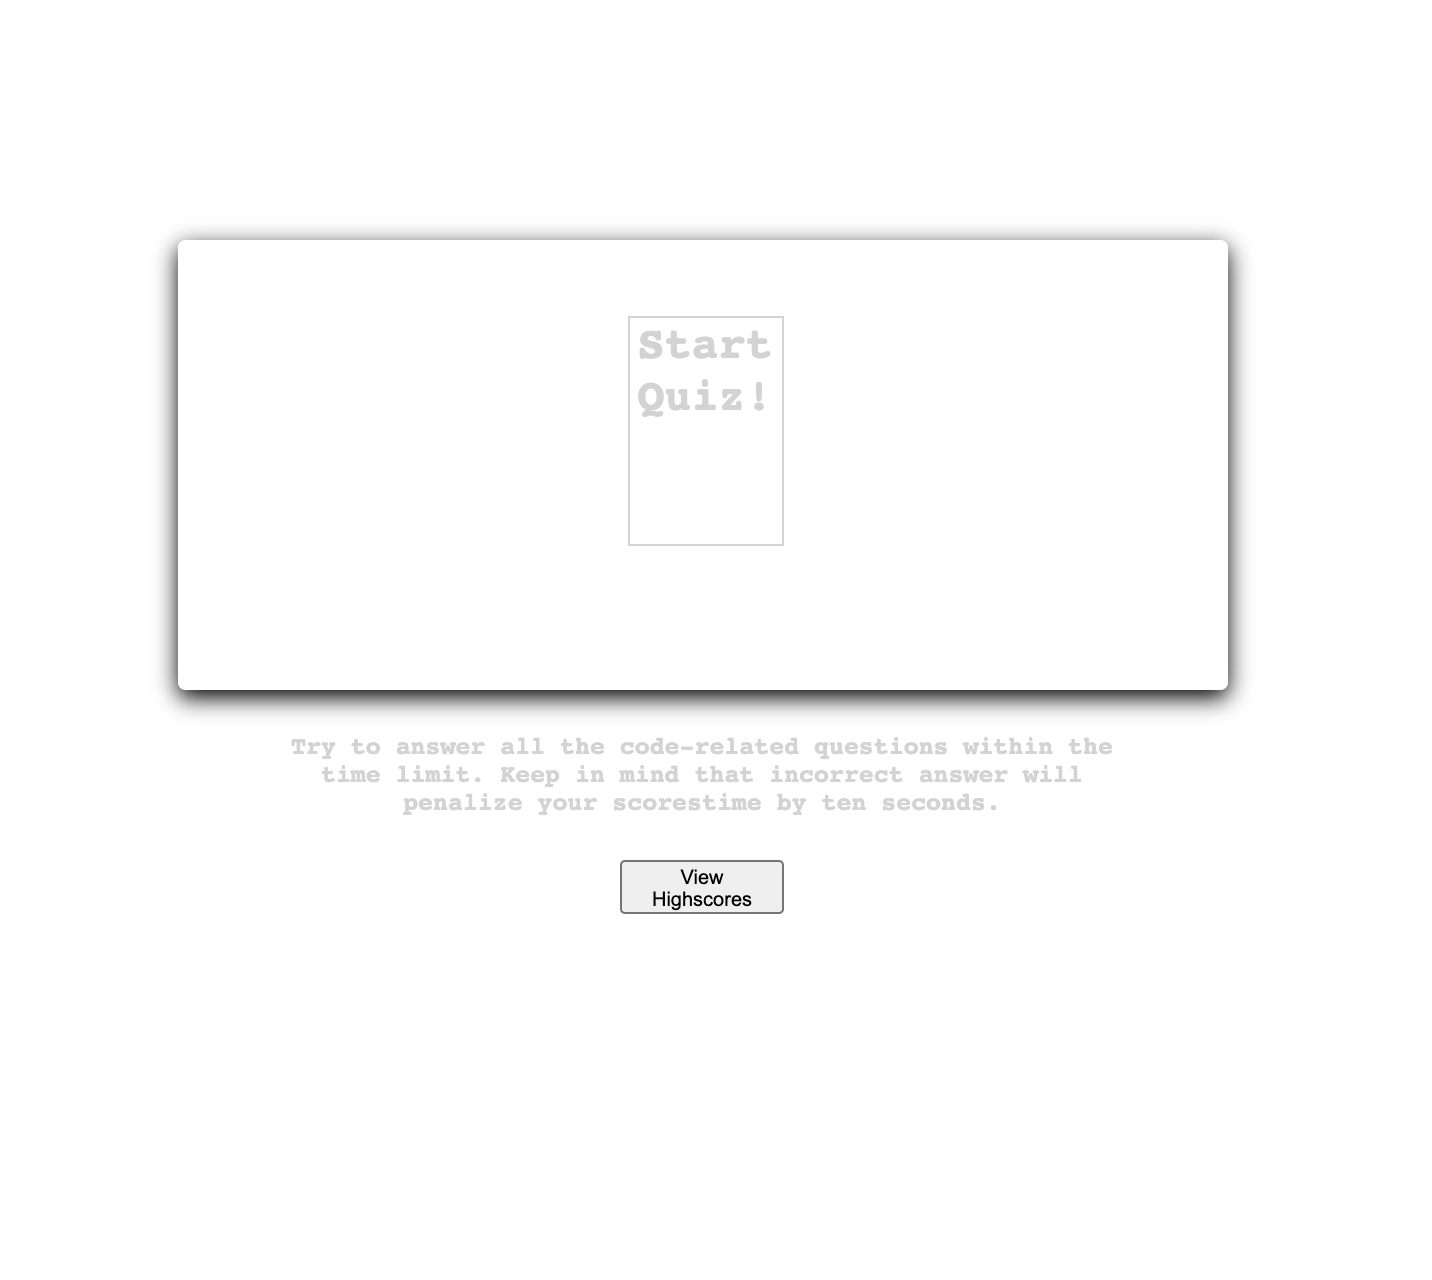 Start
Quiz!
Try to answer all the code-related questions within the
time limit. Keep in mind that incorrect answer will
penalize your scorestime by ten seconds.
View
Highscores